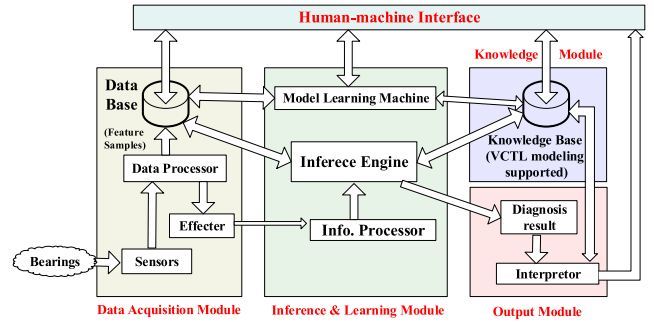 Human-machine Interface
Knowledge Module
Data
Base
(Feature
Samples)
Data Processor
Effecter
Sensors
Bearings
Data Acquisition Module
Model Learning Machine
Inferece Engine
Info. Processor
Inference & Learning Module
Knowledge Base
(VCTL modeling
supported)
Diagnosis
result
Interpretor
Output Module